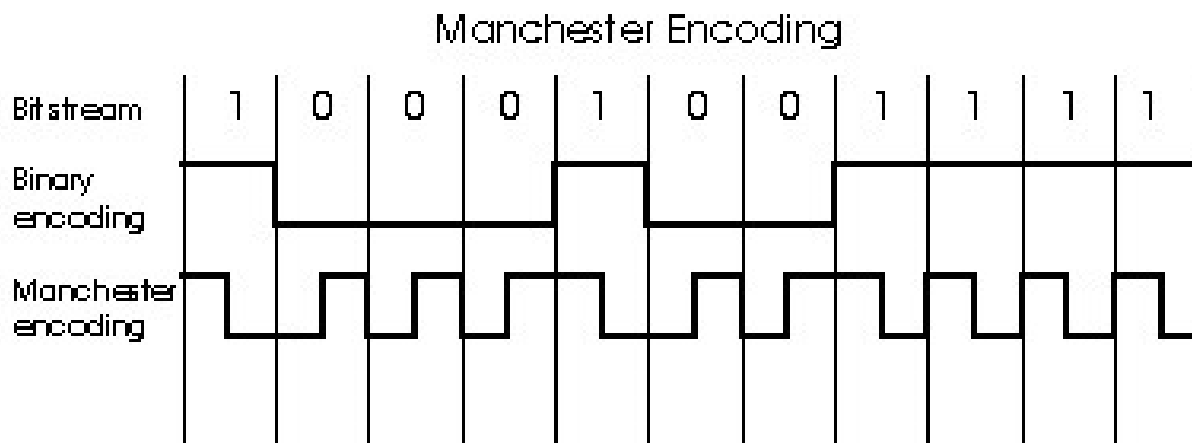 Manchester Encoding
Bitstream 1 0 0 0 1 0 0 1 1 1 1
Binary
encoding
Manchester
encoding